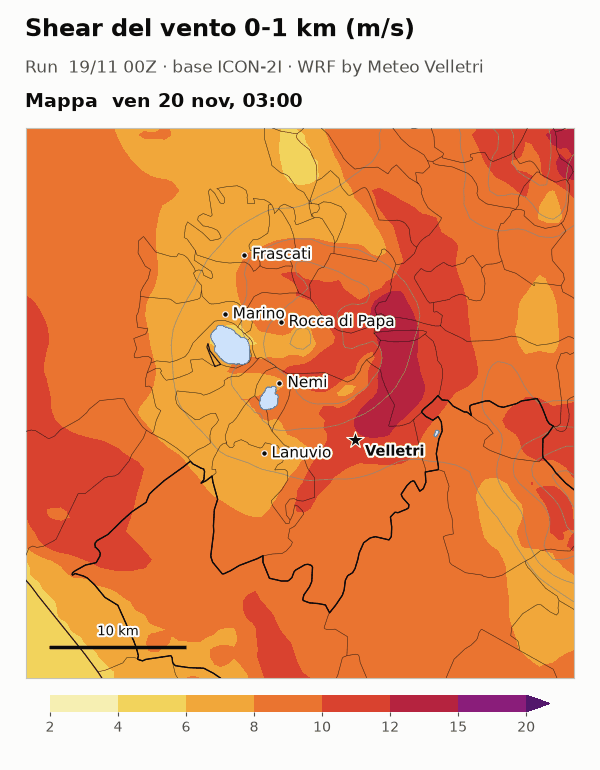 Shear del vento 0-1 km (m/s)
Run  19/11 00Z · base ICON-2I · WRF by Meteo Velletri
Mappa  ven 20 nov, 03:00
Frascati
Marino
Rocca di Papa
Nemi
Velletri
Lanuvio
10 km
2 4 6 8 10 12 15 20